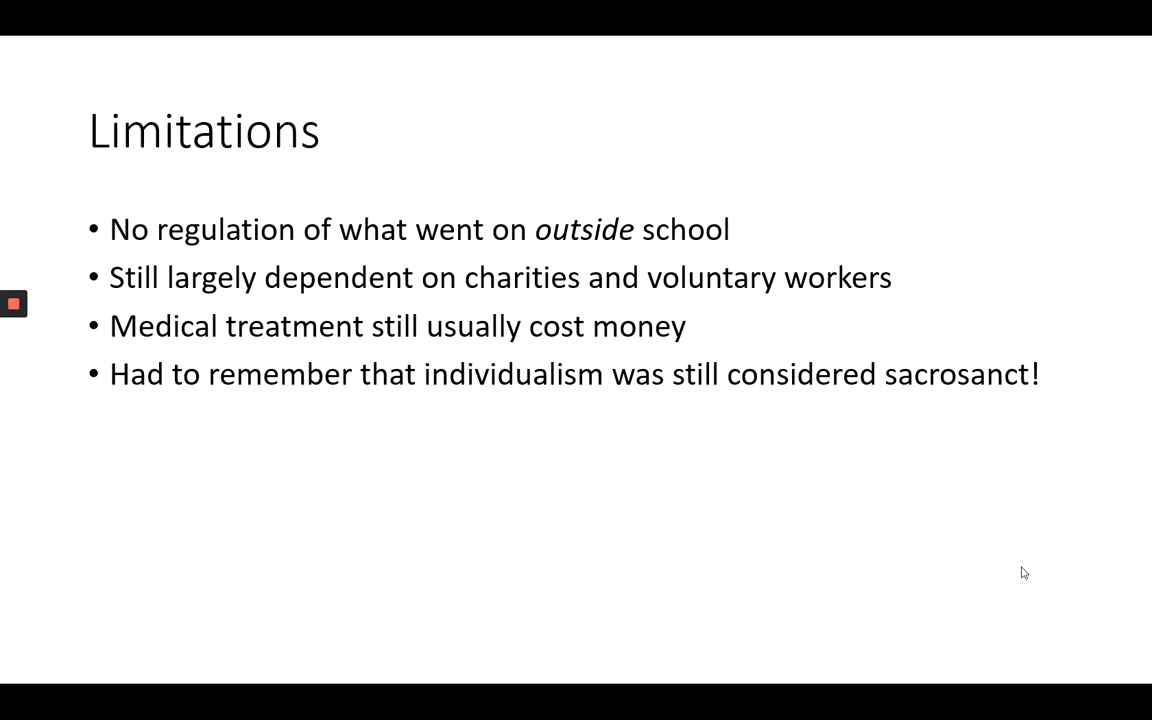 Limitations
• No regulation of what went on outside school
• Still largely dependent on charities and voluntary workers
• Medical treatment still usually cost money
• Had to remember that individualism was still considered sacrosanct!